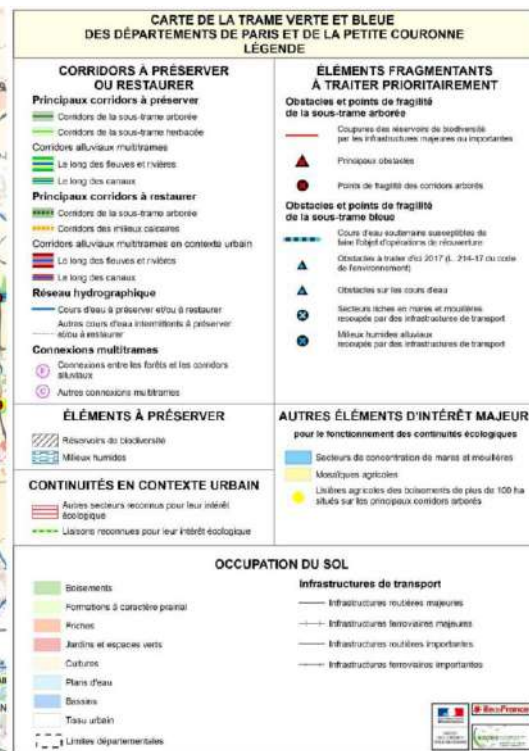 CARTE DE LA TRAME VERTE ET BLEUE
DES DÉPARTEMENTS DE PARIS ET DE LA PETITE COURONNE
LÉGENDE
CORRIDORS À PRÉSERVER
OU RESTAURER
Principaux corridors à préserver
Corridors de la sous-trame arborée
Corridors de la sous-trame herbacée
Corridors alluviaux multitrames
Le long des fleuves et rivières
Le long des canaux
Principaux corridors à restaurer
Corridors de la sous-trame arborée
Corridors des milieux calcaires
Corridors alluviaux multitrames en contexte urbain
Le long des fleuves et rivières
Le long des canaux
Réseau hydrographique
Cours d'eau à préserver et/ou à restaurer
Autres cours d'eau intermittents à préserver
et/ou à restaurer
Connexions multitrames
Connexions entre les forêts et les corridors
alluviaux
Autres connexions multitrames
ÉLÉMENTS FRAGMENTANTS
À TRAITER PRIORITAIREMENT
Obstacles et points de fragilité
de la sous-trame arborée
Coupures des réservoirs de biodiversité
par les infrastructures majeures ou importantes
Principaux obstacles
Points de fragilité des corridors arborés
Obstacles et points de fragilité
de la sous-trame bleue
Cours d'eau souterrains susceptibles de
faire l'objet d'opérations de réouverture
Obstacles à traiter d'ici 2017 (L. 214-17 du code
de l'environnement)
Obstacles sur les cours d'eau
Secteurs riches en mares et mouillères
recoupés par des infrastructures de transport
Milieux humides alluviaux
recoupés par des infrastructures de transport
ÉLÉMENTS À PRÉSERVER
Réservoirs de biodiversité
Milieux humides
CONTINUITÉS EN CONTEXTE URBAIN
Autres secteurs reconnus pour leur intérêt
écologique
Liaisons reconnues pour leur intérêt écologique
AUTRES ÉLÉMENTS D'INTÉRÊT MAJEUR
pour le fonctionnement des continuités écologiques
Secteurs de concentration de mares et mouillères
Mosaïques agricoles
Lisières agricoles des boisements de plus de 100 ha
situés sur les principaux corridors arborés
OCCUPATION DU SOL
Boisements
Formations à caractère prairial
Friches
Jardins et espaces verts
Cultures
Plans d'eau
Bassins
Tissu urbain
Limites départementales
Infrastructures de transport
Infrastructures routières majeures
Infrastructures ferroviaires majeures
Infrastructures routières importantes
Infrastructures ferroviaires importantes
îledeFrance